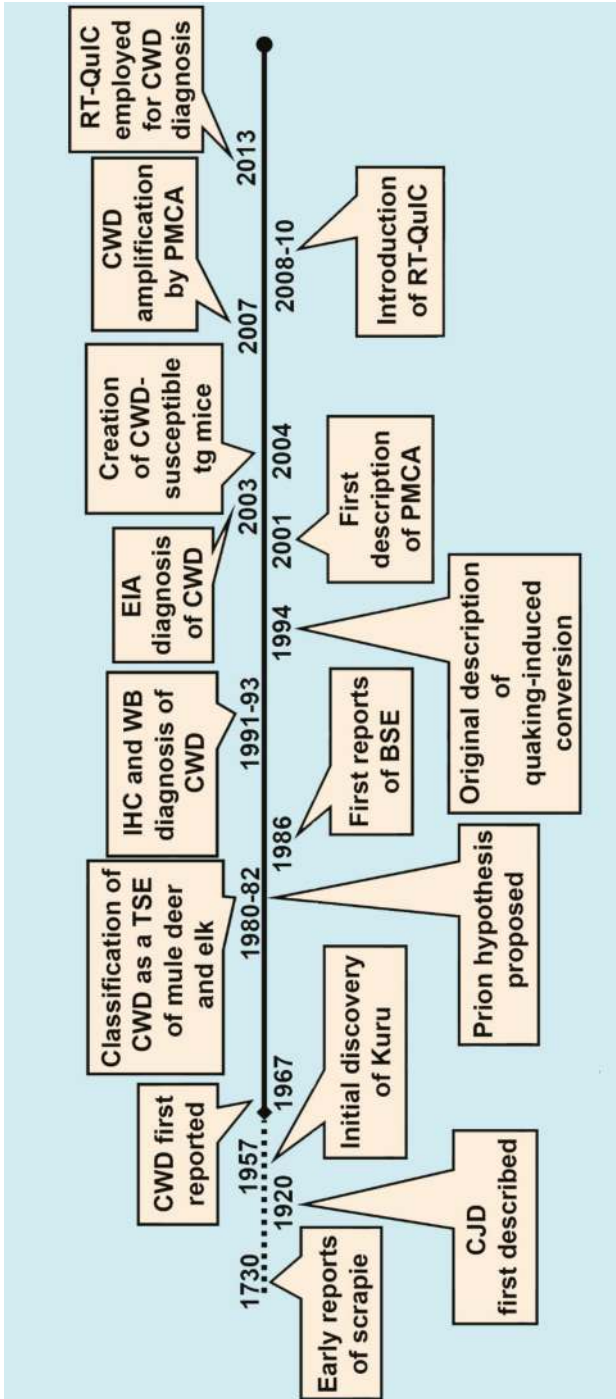 CWD first
reported
Classification of
CWD as a TSE
of mule deer
and elk
IHC and WB
diagnosis of
CWD
EIA
diagnosis
of CWD
Creation
of CWD-
susceptible
tg mice
CWD
amplification
by PMCA
RT-QuIC
employed
for CWD
diagnosis
1730
1957
1980-82
1991-93
2003
2007
2013
1920
1967
1986
1994
2001
2004
2008-10
Early reports
of scrapie
CJD
first described
Initial discovery
of Kuru
Prion hypothesis
proposed
First reports
of BSE
Original description
of
quaking-induced
conversion
First
description
of PMCA
Introduction
of RT-QuIC